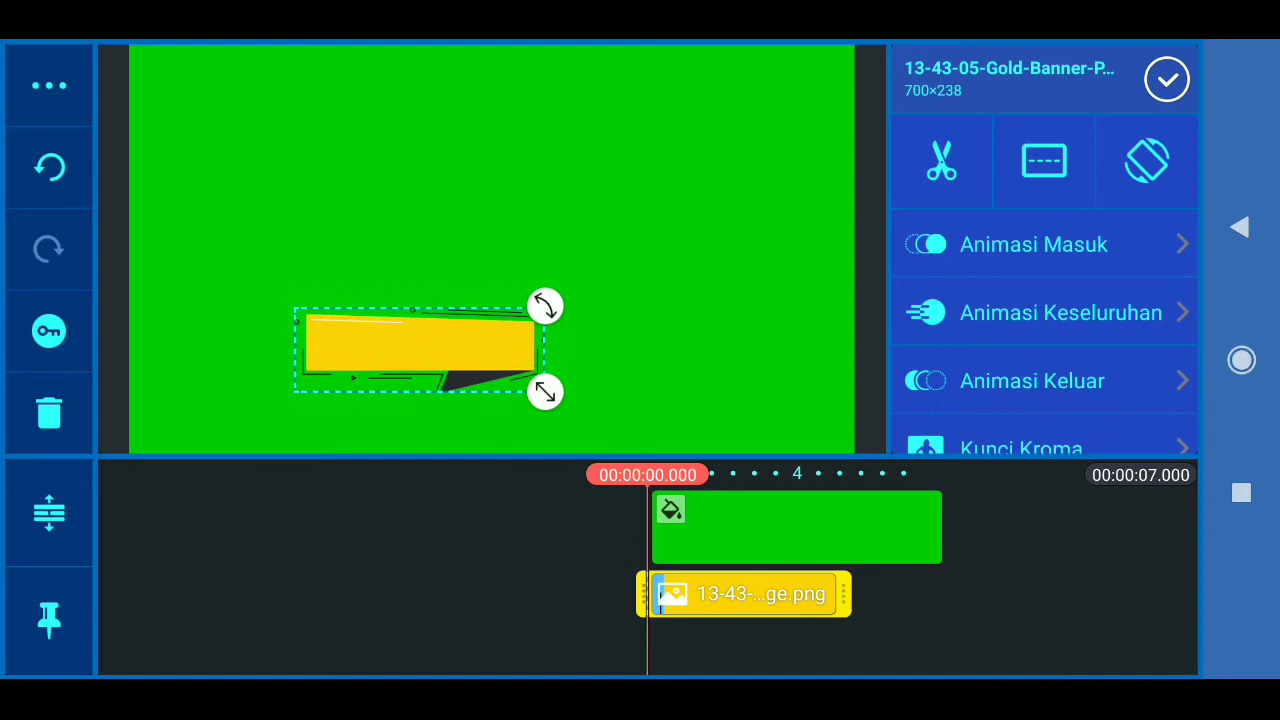 13-43-05-Gold-Banner-P...
700×238
Animasi Masuk
Animasi Keseluruhan
Animasi Keluar
Kunci Kroma
00:00:00.000
4
00:00:07.000
13-43-...ge.png